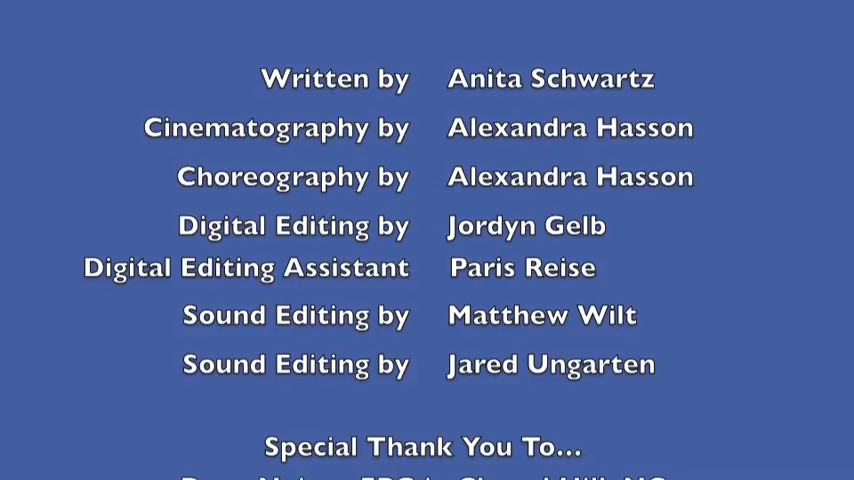 Written by Anita Schwartz
Cinematography by Alexandra Hasson
Choreography by Alexandra Hasson
Digital Editing by Jordyn Gelb
Digital Editing Assistant Paris Reise
Sound Editing by Matthew Wilt
Sound Editing by Jared Ungarten
Special Thank You To...